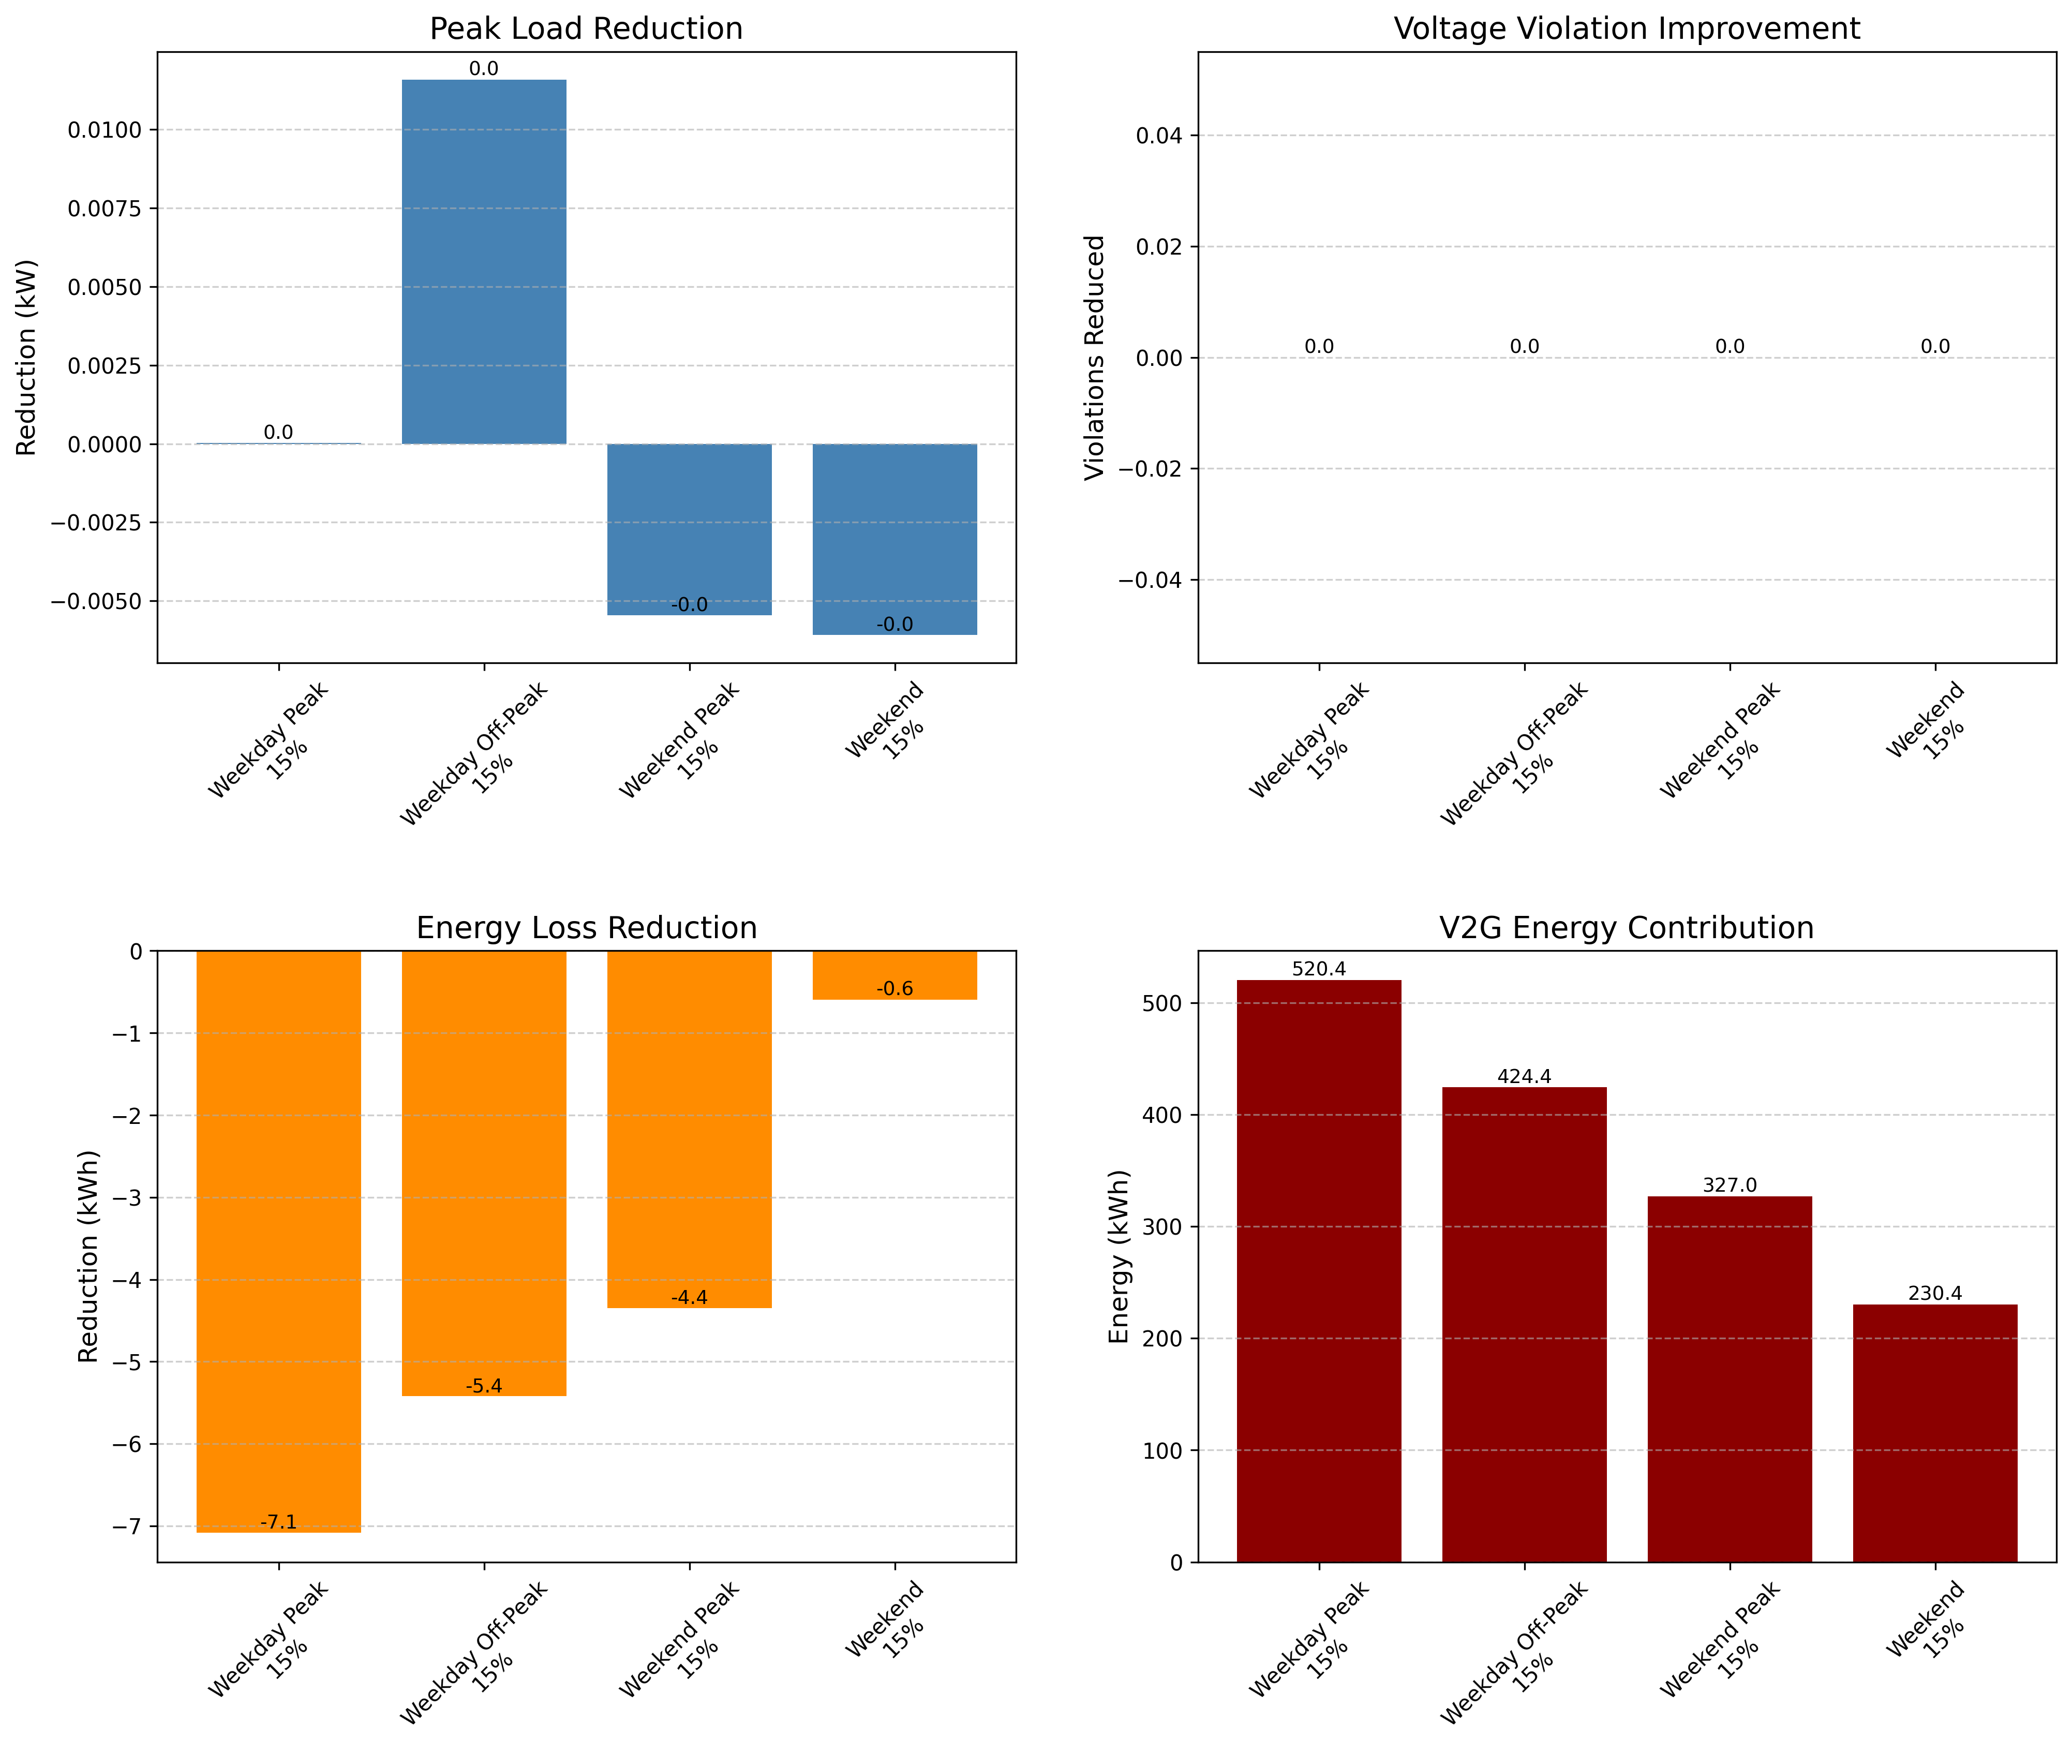 Peak Load Reduction
Reduction (kW)
0.0100
0.0075
0.0050
0.0025
0.0000
−0.0025
−0.0050
0.0
0.0
-0.0
-0.0
Weekday Peak
15%
Weekday Off-Peak
15%
Weekend Peak
15%
Weekend
15%
Voltage Violation Improvement
Violations Reduced
0.04
0.02
0.00
−0.02
−0.04
0.0
0.0
0.0
0.0
Weekday Peak
15%
Weekday Off-Peak
15%
Weekend Peak
15%
Weekend
15%
Energy Loss Reduction
Reduction (kWh)
0
−1
−2
−3
−4
−5
−6
−7
-7.1
-5.4
-4.4
-0.6
Weekday Peak
15%
Weekday Off-Peak
15%
Weekend Peak
15%
Weekend
15%
V2G Energy Contribution
Energy (kWh)
500
400
300
200
100
0
520.4
424.4
327.0
230.4
Weekday Peak
15%
Weekday Off-Peak
15%
Weekend Peak
15%
Weekend
15%